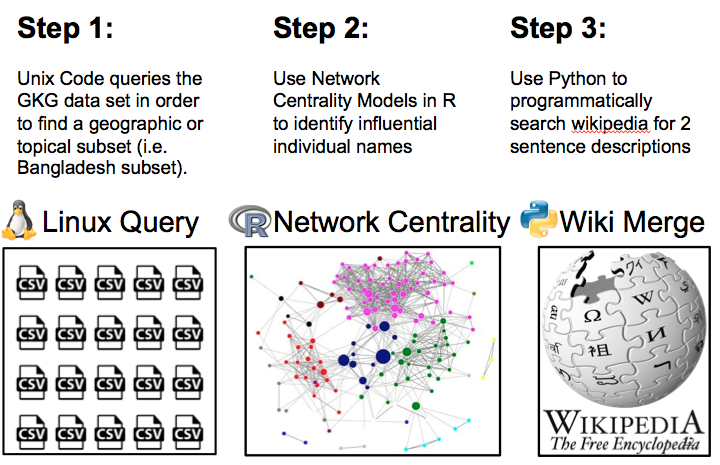 Step 1:
Unix Code queries the
GKG data set in order
to find a geographic or
topical subset (i.e.
Bangladesh subset).
Step 2:
Use Network
Centrality Models in R
to identify influential
individual names
Step 3:
Use Python to
programmatically
search wikipedia for 2
sentence descriptions
Linux Query
R
Network Centrality
Wiki Merge
CSV CSV CSV CSV CSV
CSV CSV CSV CSV CSV
CSV CSV CSV CSV CSV
CSV CSV CSV CSV CSV
Ω W
祖 И
WIKIPEDIA
The Free Encyclopedia